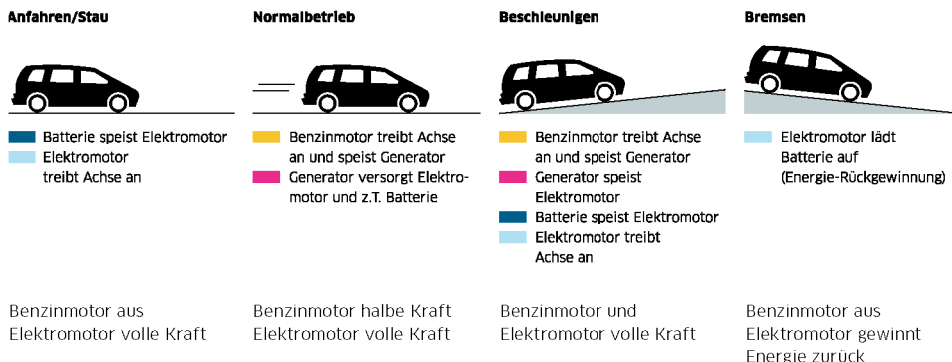 Anfahren/Stau
Batterie speist Elektromotor
Elektromotor
treibt Achse an
Benzinmotor aus
Elektromotor volle Kraft
Normalbetrieb
Benzinmotor treibt Achse
an und speist Generator
Generator versorgt Elektro-
motor und z.T. Batterie
Benzinmotor halbe Kraft
Elektromotor volle Kraft
Beschleunigen
Benzinmotor treibt Achse
an und speist Generator
Generator speist
Elektromotor
Batterie speist Elektromotor
Elektromotor treibt
Achse an
Benzinmotor und
Elektromotor volle Kraft
Bremsen
Elektromotor lädt
Batterie auf
(Energie-Rückgewinnung)
Benzinmotor aus
Elektromotor gewinnt
Energie zurück